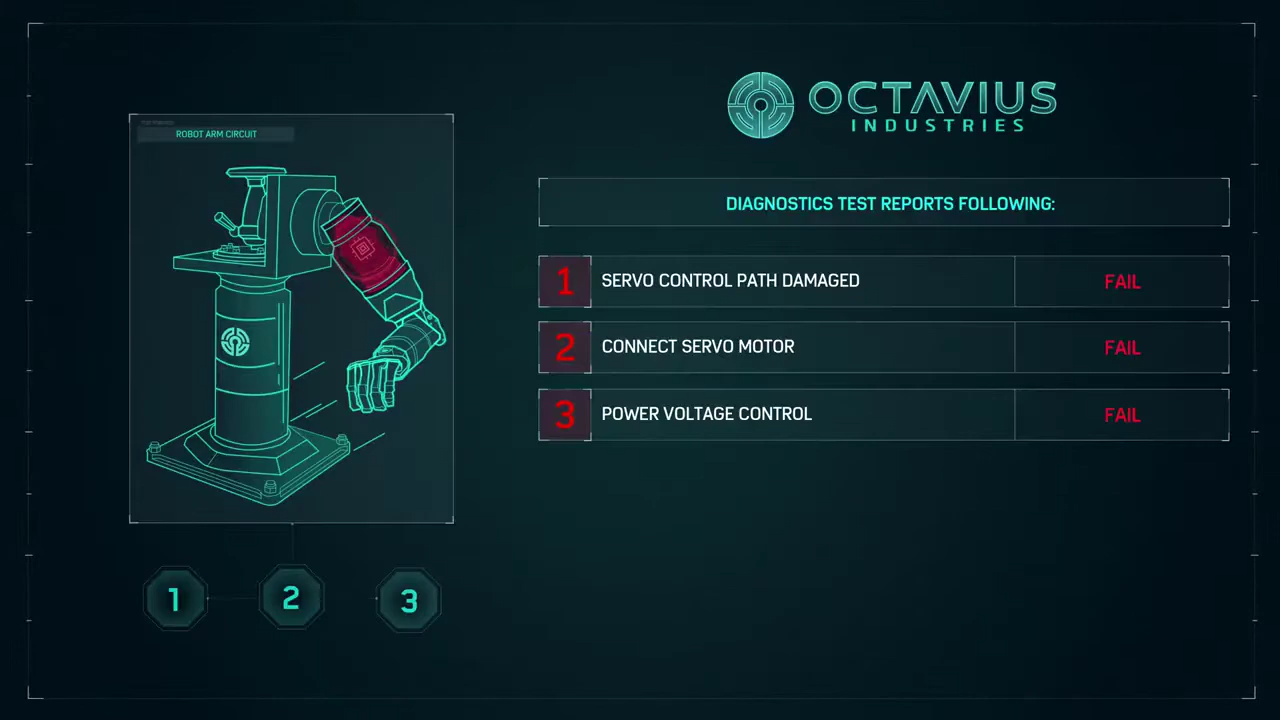 ROBOT ARM CIRCUIT
OCTAVIUS
INDUSTRIES
DIAGNOSTICS TEST REPORTS FOLLOWING:
1 SERVO CONTROL PATH DAMAGED FAIL
2 CONNECT SERVO MOTOR FAIL
3 POWER VOLTAGE CONTROL FAIL
1 2 3